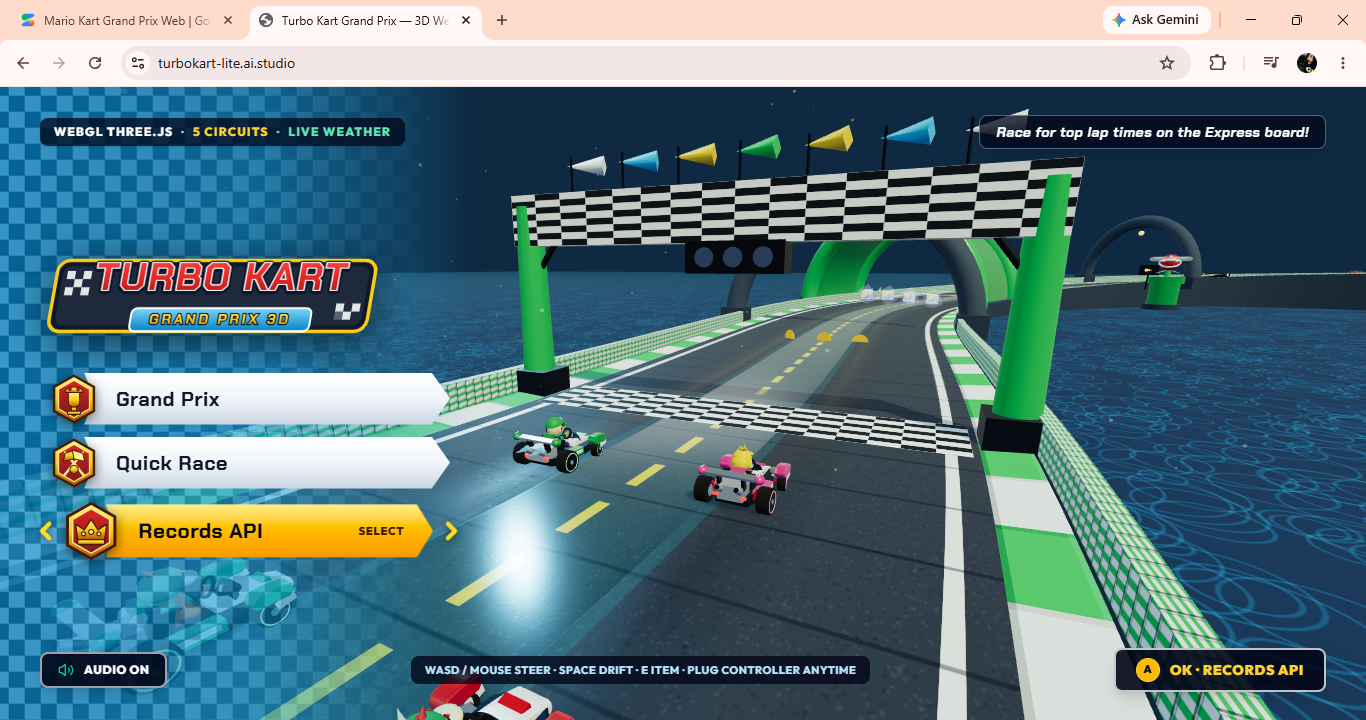 Mario Kart Grand Prix Web | Go
Turbo Kart Grand Prix — 3D We
Ask Gemini
turbokart-lite.ai.studio
WEBGL THREE.JS · 5 CIRCUITS · LIVE WEATHER
Race for top lap times on the Express board!
TURBO KART
GRAND PRIX 3D
Grand Prix
Quick Race
Records API SELECT
AUDIO ON
WASD / MOUSE STEER · SPACE DRIFT · E ITEM · PLUG CONTROLLER ANYTIME
A OK · RECORDS API